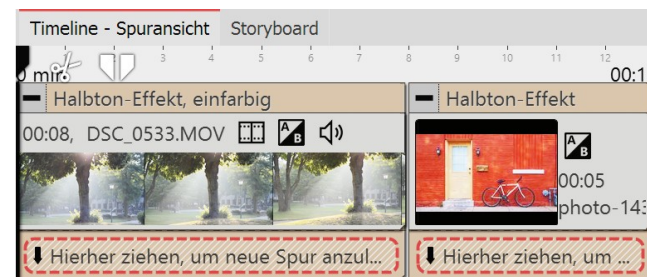 Timeline - Spuransicht Storyboard
3 4 5 6 7 8 9 10 11 12
0 min 00:1
Halbton-Effekt, einfarbig Halbton-Effekt
00:08, DSC_0533.MOV A B A B
00:05
photo-143
Hierher ziehen, um neue Spur anzul... Hierher ziehen, um ...